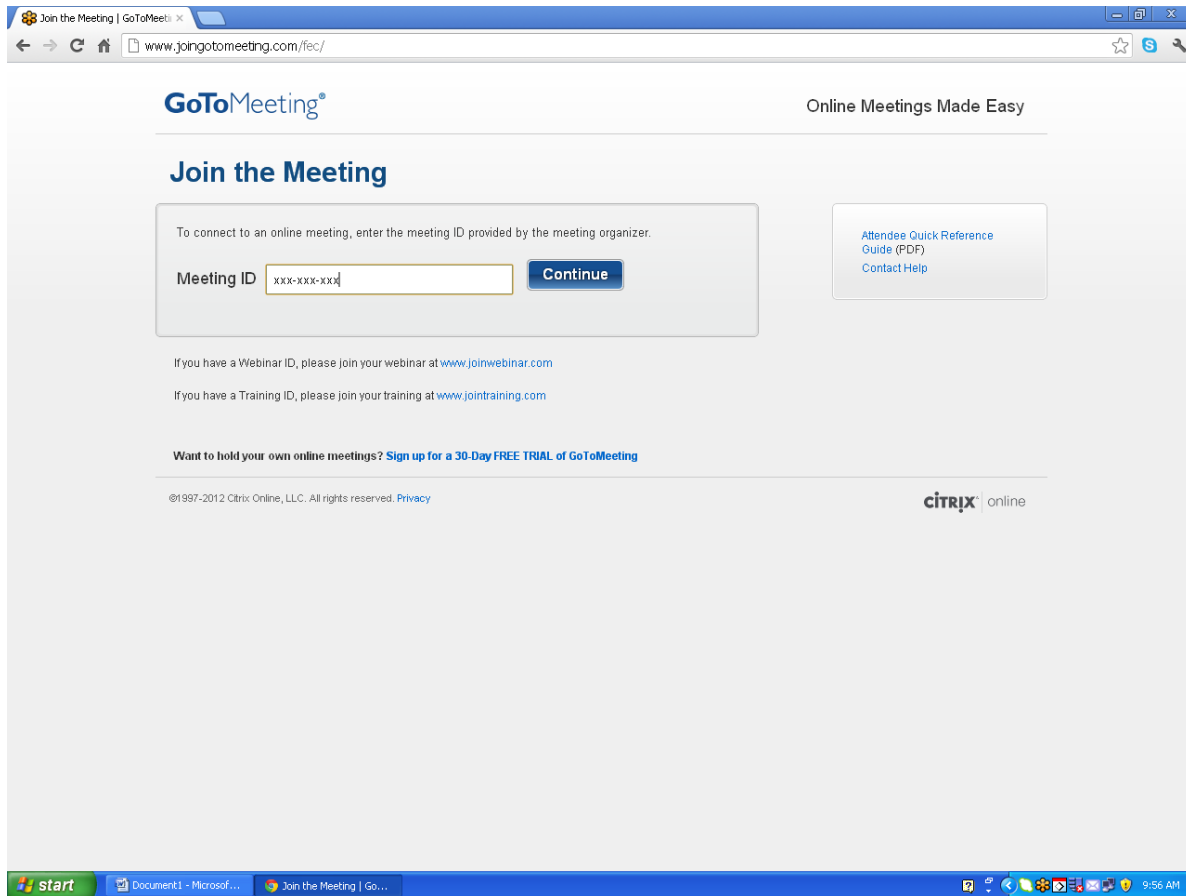 Join the Meeting | GoToMeeti
www.joingotomeeting.com/fec/
GoToMeeting®
Online Meetings Made Easy
Join the Meeting
To connect to an online meeting, enter the meeting ID provided by the meeting organizer.
Meeting ID xxx-xxx-xxx Continue
Attendee Quick Reference
Guide (PDF)
Contact Help
If you have a Webinar ID, please join your webinar at www.joinwebinar.com
If you have a Training ID, please join your training at www.jointraining.com
Want to hold your own online meetings? Sign up for a 30-Day FREE TRIAL of GoToMeeting
©1997-2012 Citrix Online, LLC. All rights reserved. Privacy
CİTRIX online
start Document1 - Microsof... Join the Meeting | Go... 9:56 AM